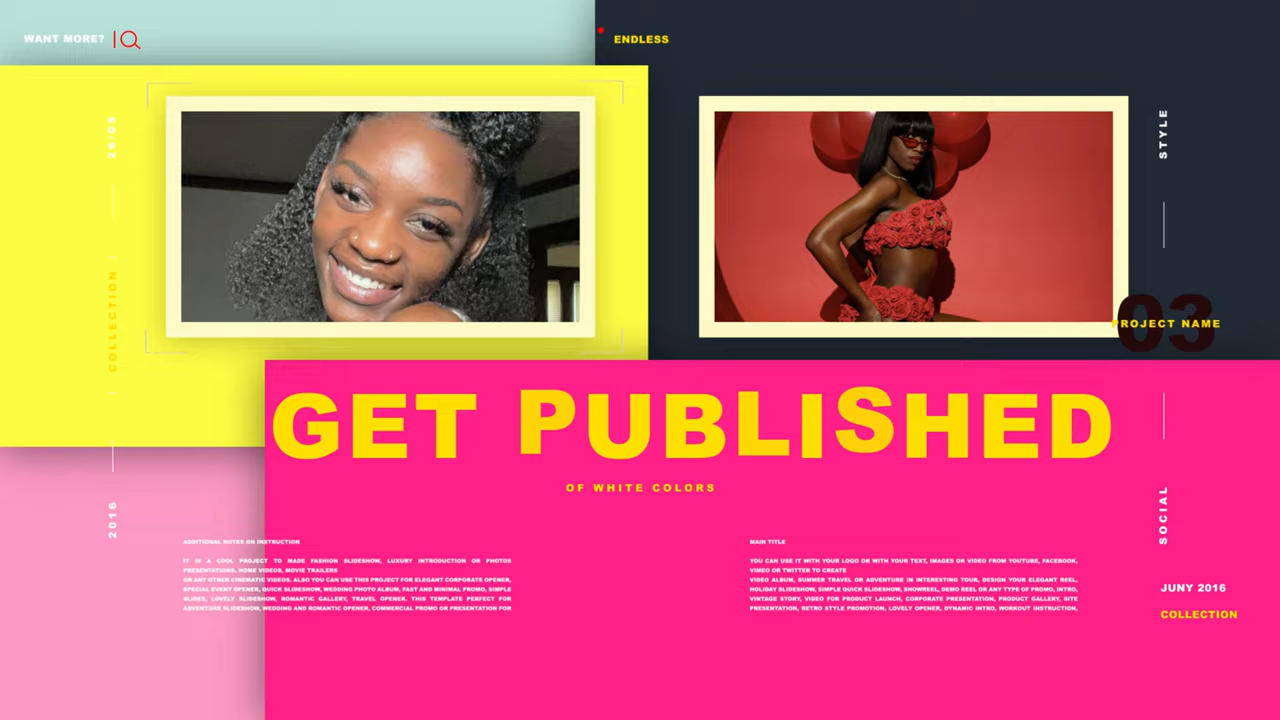 WANT MORE?
ENDLESS
26/05
COLLECTION
2016
STYLE
03
PROJECT NAME
GET PUBLISHED
OF WHITE COLORS
SOCIAL
ADDITIONAL NOTES ON INSTRUCTION
IT IS A COOL PROJECT TO MADE FASHION SLIDESHOW, LUXURY INTRODUCTION OR PHOTOS
PRESENTATIONS, HOME VIDEOS, MOVIE TRAILERS
OR ANY OTHER CINEMATIC VIDEOS. ALSO YOU CAN USE THIS PROJECT FOR ELEGANT CORPORATE OPENER,
SPECIAL EVENT OPENER, QUICK SLIDESHOW, WEDDING PHOTO ALBUM, FAST AND MINIMAL PROMO, SIMPLE
SLIDES, LOVELY SLIDESHOW, ROMANTIC GALLERY, TRAVEL OPENER. THIS TEMPLATE PERFECT FOR
ADVENTURE SLIDESHOW, WEDDING AND ROMANTIC OPENER, COMMERCIAL PROMO OR PRESENTATION FOR
MAIN TITLE
YOU CAN USE IT WITH YOUR LOGO OR WITH YOUR TEXT, IMAGES OR VIDEO FROM YOUTUBE, FACEBOOK,
VIMEO OR TWITTER TO CREATE
VIDEO ALBUM, SUMMER TRAVEL OR ADVENTURE IN INTERESTING TOUR, DESIGN YOUR ELEGANT REEL,
HOLIDAY SLIDESHOW, SIMPLE QUICK SLIDESHOW, SHOWREEL, DEMO REEL OR ANY TYPE OF PROMO, INTRO,
VINTAGE STORY, VIDEO FOR PRODUCT LAUNCH, CORPORATE PRESENTATION, PRODUCT GALLERY, SITE
PRESENTATION, RETRO STYLE PROMOTION, LOVELY OPENER, DYNAMIC INTRO, WORKOUT INSTRUCTION,
JUNY 2016
COLLECTION